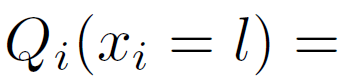 Q_i(x_i = l) =